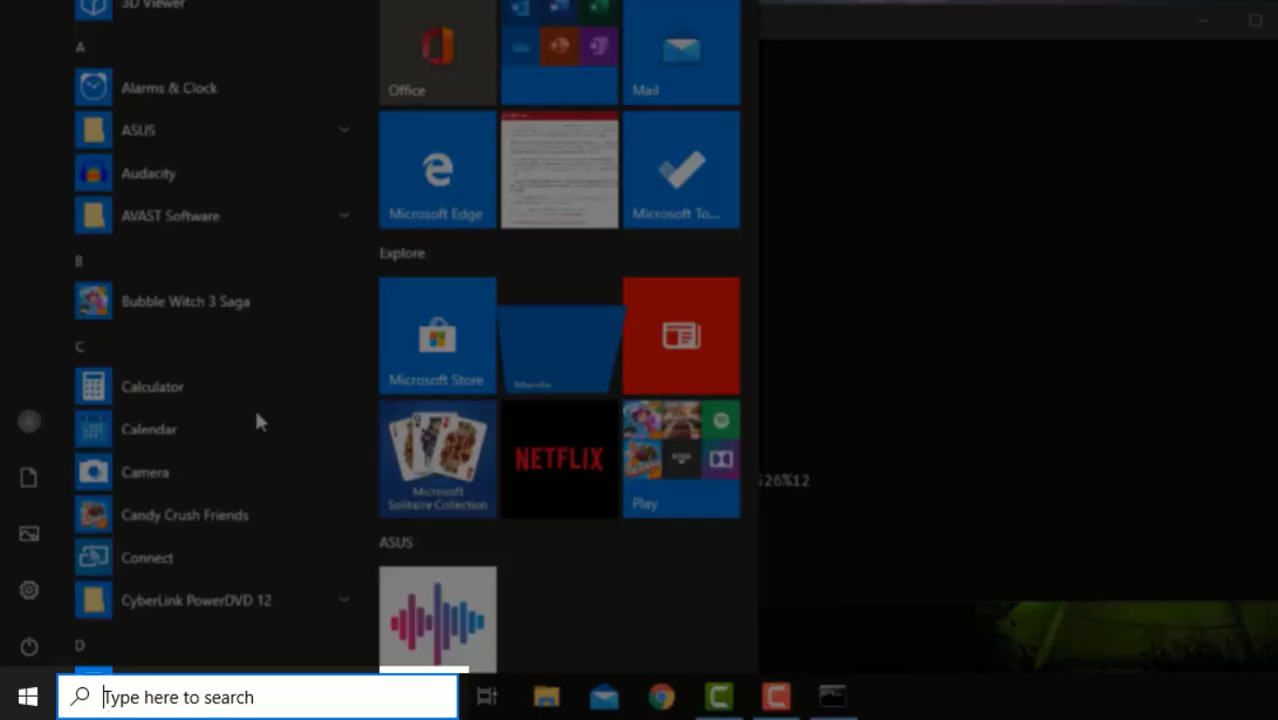 3D Viewer
A
Alarms & Clock
ASUS
Audacity
AVAST Software
B
Bubble Witch 3 Saga
C
Calculator
Calendar
Camera
Candy Crush Friends
Connect
CyberLink PowerDVD 12
D
Office
Mail
Microsoft Edge
Microsoft To...
Explore
Microsoft Store
NETFLIX
Microsoft
Solitaire Collection
Play
ASUS
26%12
Type here to search